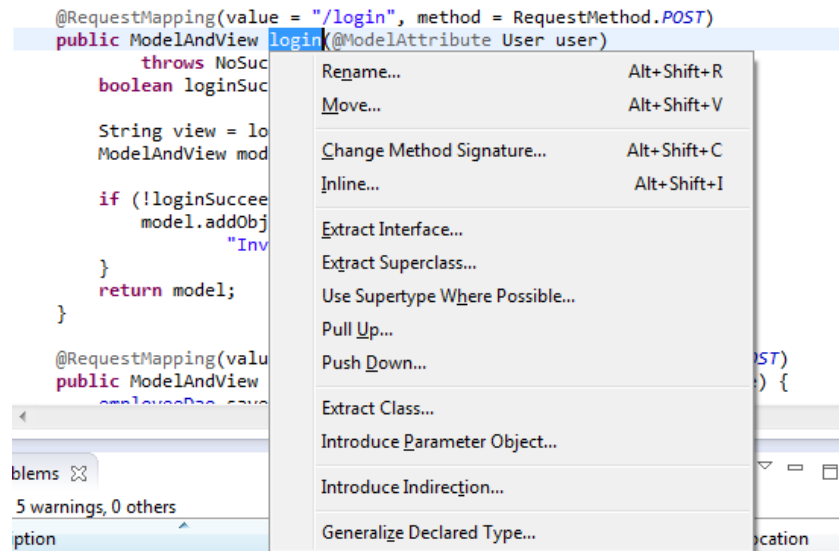 @RequestMapping(value = "/login", method = RequestMethod.POST)
public ModelAndView login(@ModelAttribute User user)
throws NoSuc
boolean loginSuc
String view = lo
ModelAndView mod
if (!loginSuccee
model.addObj
"Inv
}
return model;
}
@RequestMapping(valu OST)
public ModelAndView ) {
employeeDao save
Rename... Alt+Shift+R
Move... Alt+Shift+V
Change Method Signature... Alt+Shift+C
Inline... Alt+Shift+I
Extract Interface...
Extract Superclass...
Use Supertype Where Possible...
Pull Up...
Push Down...
Extract Class...
Introduce Parameter Object...
Introduce Indirection...
Generalize Declared Type...
blems
5 warnings, 0 others
ption ocation